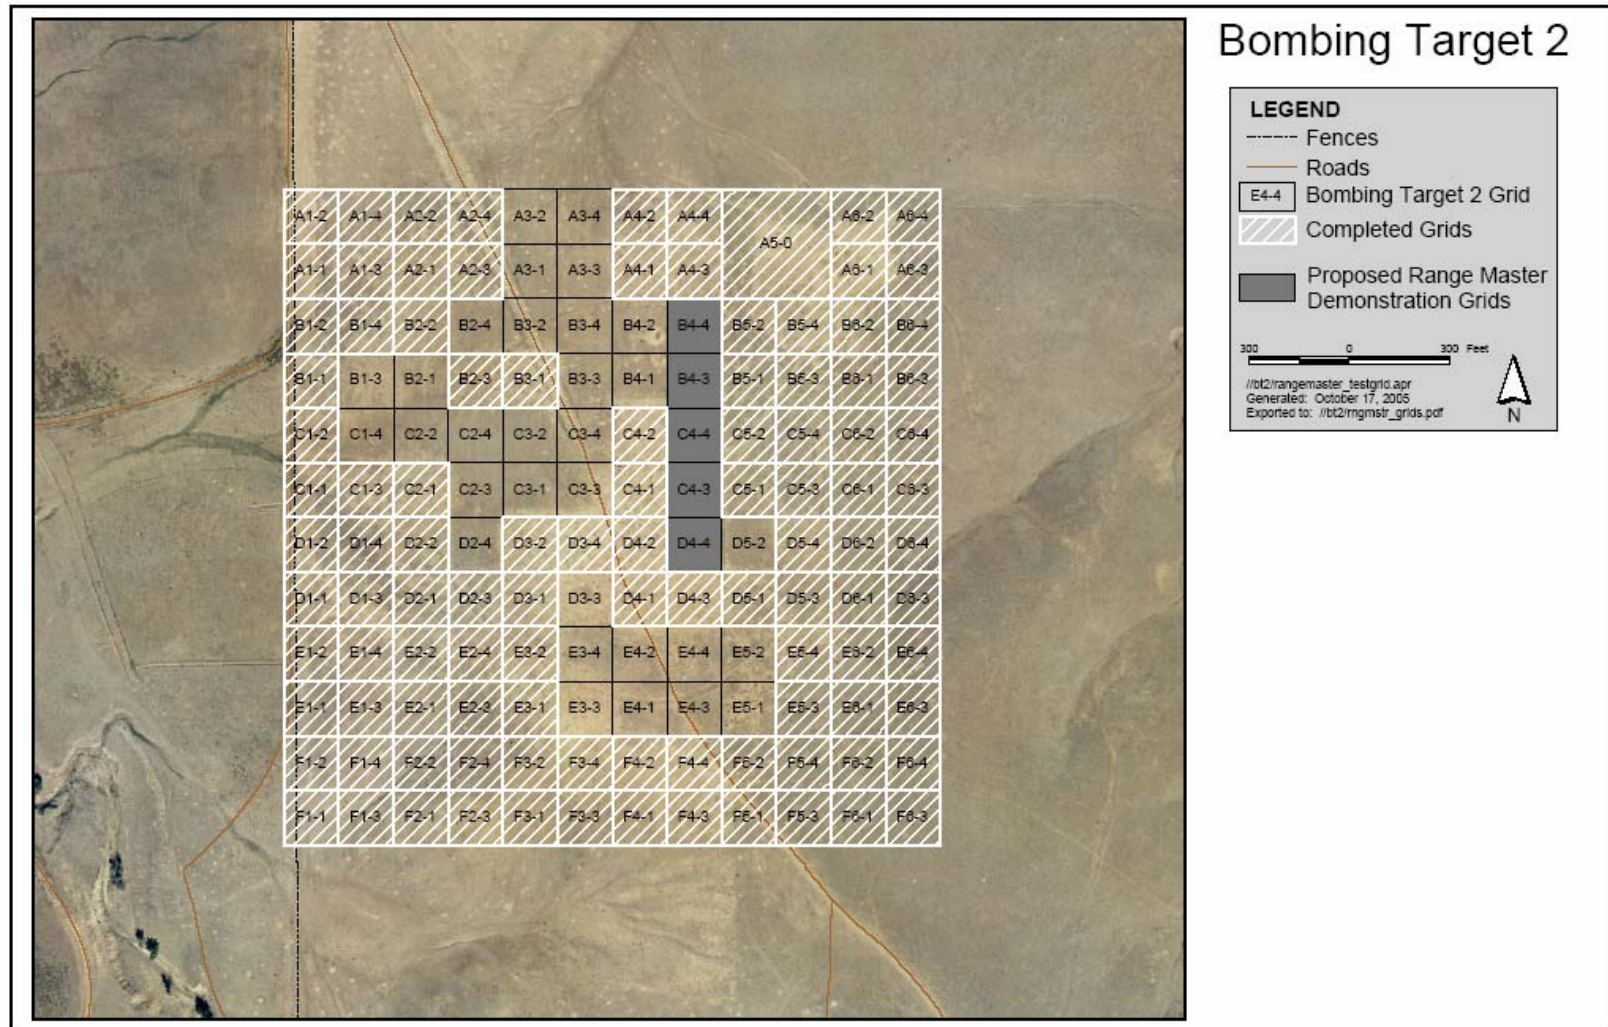 Bombing Target 2
LEGEND
Fences
Roads
E4-4 Bombing Target 2 Grid
Completed Grids
Proposed Range Master
Demonstration Grids
300 0 300 Feet
//bt2/rangemaster_testgrid.apr
Generated: October 17, 2005
Exported to: //bt2/rngmstr_grids.pdf
N
A1-2 A1-4 A2-2 A2-4 A3-2 A3-4 A4-2 A4-4 A6-2 A6-4
A5-0
A1-1 A1-3 A2-1 A2-3 A3-1 A3-3 A4-1 A4-3 A6-1 A6-3
B1-2 B1-4 B2-2 B2-4 B3-2 B3-4 B4-2 B4-4 B5-2 B5-4 B6-2 B6-4
B1-1 B1-3 B2-1 B2-3 B3-1 B3-3 B4-1 B4-3 B5-1 B5-3 B6-1 B6-3
C1-2 C1-4 C2-2 C2-4 C3-2 C3-4 C4-2 C4-4 C5-2 C5-4 C6-2 C6-4
C1-1 C1-3 C2-1 C2-3 C3-1 C3-3 C4-1 C4-3 C5-1 C5-3 C6-1 C6-3
D1-2 D1-4 D2-2 D2-4 D3-2 D3-4 D4-2 D4-4 D5-2 D5-4 D6-2 D6-4
D1-1 D1-3 D2-1 D2-3 D3-1 D3-3 D4-1 D4-3 D5-1 D5-3 D6-1 D6-3
E1-2 E1-4 E2-2 E2-4 E3-2 E3-4 E4-2 E4-4 E5-2 E5-4 E6-2 E6-4
E1-1 E1-3 E2-1 E2-3 E3-1 E3-3 E4-1 E4-3 E5-1 E5-3 E6-1 E6-3
F1-2 F1-4 F2-2 F2-4 F3-2 F3-4 F4-2 F4-4 F5-2 F5-4 F6-2 F6-4
F1-1 F1-3 F2-1 F2-3 F3-1 F3-3 F4-1 F4-3 F5-1 F5-3 F6-1 F6-3